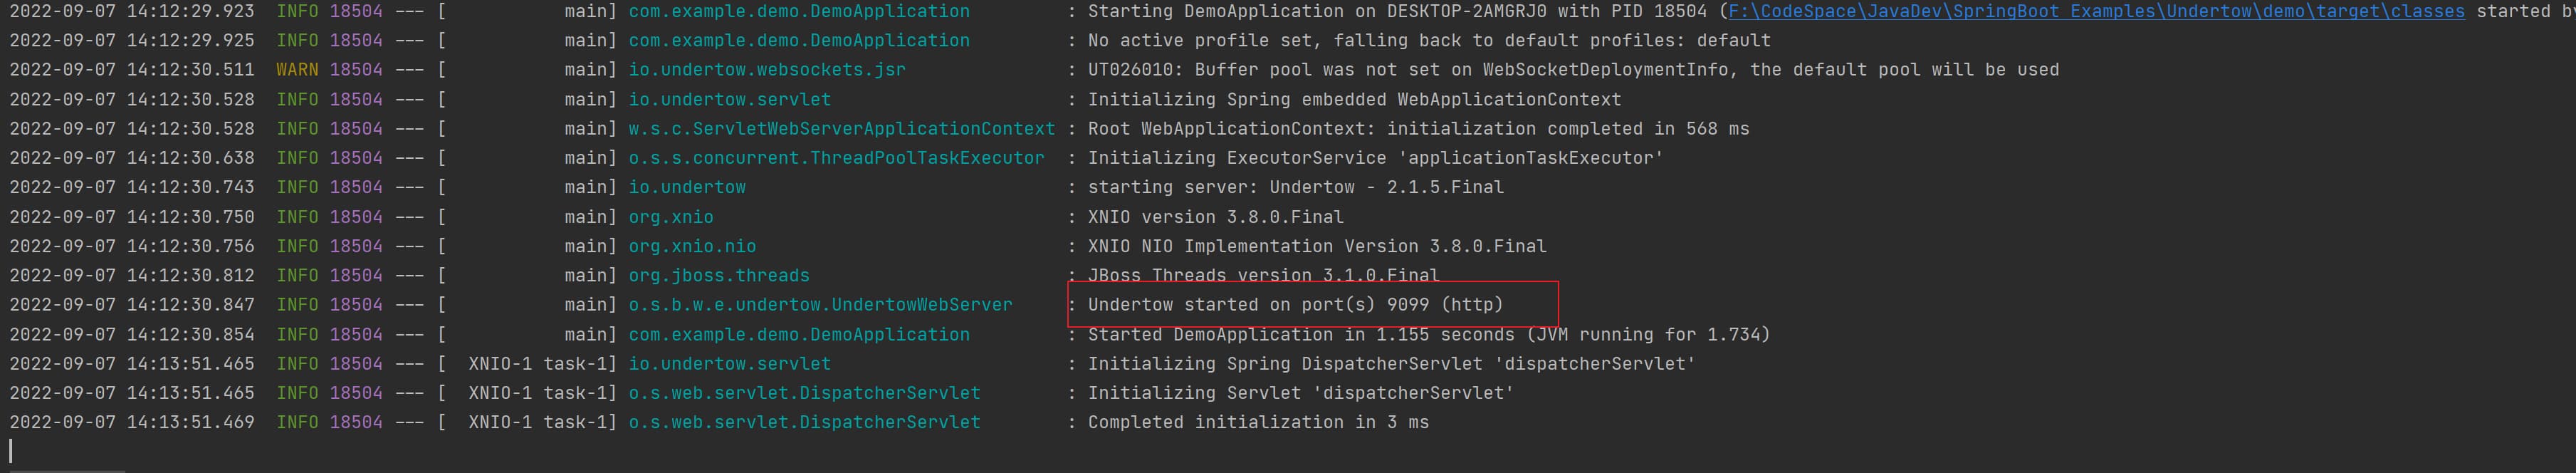 2022-09-07 14:12:29.923  INFO 18504 --- [           main] com.example.demo.DemoApplication         : Starting DemoApplication on DESKTOP-2AMGRJ0 with PID 18504 (F:\CodeSpace\JavaDev\SpringBoot Examples\Undertow\demo\target\classes started by
2022-09-07 14:12:29.925  INFO 18504 --- [           main] com.example.demo.DemoApplication         : No active profile set, falling back to default profiles: default
2022-09-07 14:12:30.511  WARN 18504 --- [           main] io.undertow.websockets.jsr               : UT026010: Buffer pool was not set on WebSocketDeploymentInfo, the default pool will be used
2022-09-07 14:12:30.528  INFO 18504 --- [           main] io.undertow.servlet                      : Initializing Spring embedded WebApplicationContext
2022-09-07 14:12:30.528  INFO 18504 --- [           main] w.s.c.ServletWebServerApplicationContext : Root WebApplicationContext: initialization completed in 568 ms
2022-09-07 14:12:30.638  INFO 18504 --- [           main] o.s.s.concurrent.ThreadPoolTaskExecutor  : Initializing ExecutorService 'applicationTaskExecutor'
2022-09-07 14:12:30.743  INFO 18504 --- [           main] io.undertow                              : starting server: Undertow - 2.1.5.Final
2022-09-07 14:12:30.750  INFO 18504 --- [           main] org.xnio                                 : XNIO version 3.8.0.Final
2022-09-07 14:12:30.756  INFO 18504 --- [           main] org.xnio.nio                             : XNIO NIO Implementation Version 3.8.0.Final
2022-09-07 14:12:30.812  INFO 18504 --- [           main] org.jboss.threads                        : JBoss Threads version 3.1.0.Final
2022-09-07 14:12:30.847  INFO 18504 --- [           main] o.s.b.w.e.undertow.UndertowWebServer     : Undertow started on port(s) 9099 (http)
2022-09-07 14:12:30.854  INFO 18504 --- [           main] com.example.demo.DemoApplication         : Started DemoApplication in 1.155 seconds (JVM running for 1.734)
2022-09-07 14:13:51.465  INFO 18504 --- [  XNIO-1 task-1] io.undertow.servlet                      : Initializing Spring DispatcherServlet 'dispatcherServlet'
2022-09-07 14:13:51.465  INFO 18504 --- [  XNIO-1 task-1] o.s.web.servlet.DispatcherServlet        : Initializing Servlet 'dispatcherServlet'
2022-09-07 14:13:51.469  INFO 18504 --- [  XNIO-1 task-1] o.s.web.servlet.DispatcherServlet        : Completed initialization in 3 ms